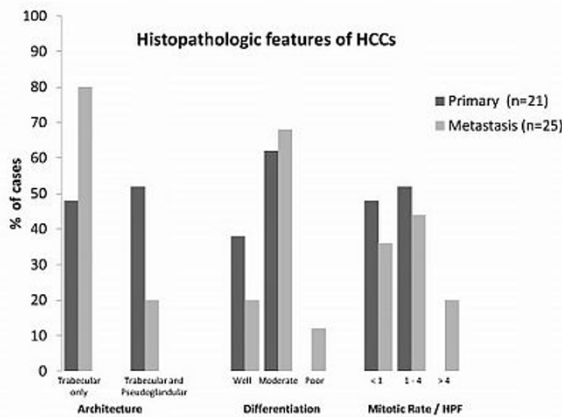 Histopathologic features of HCCs
% of cases
100
90
80
70
60
50
40
30
20
10
0
Primary (n=21)
Metastasis (n=25)
Trabecular only
Trabecular and Pseudoglandular
Well
Moderate
Poor
< 1
1 - 4
> 4
Architecture
Differentiation
Mitotic Rate / HPF